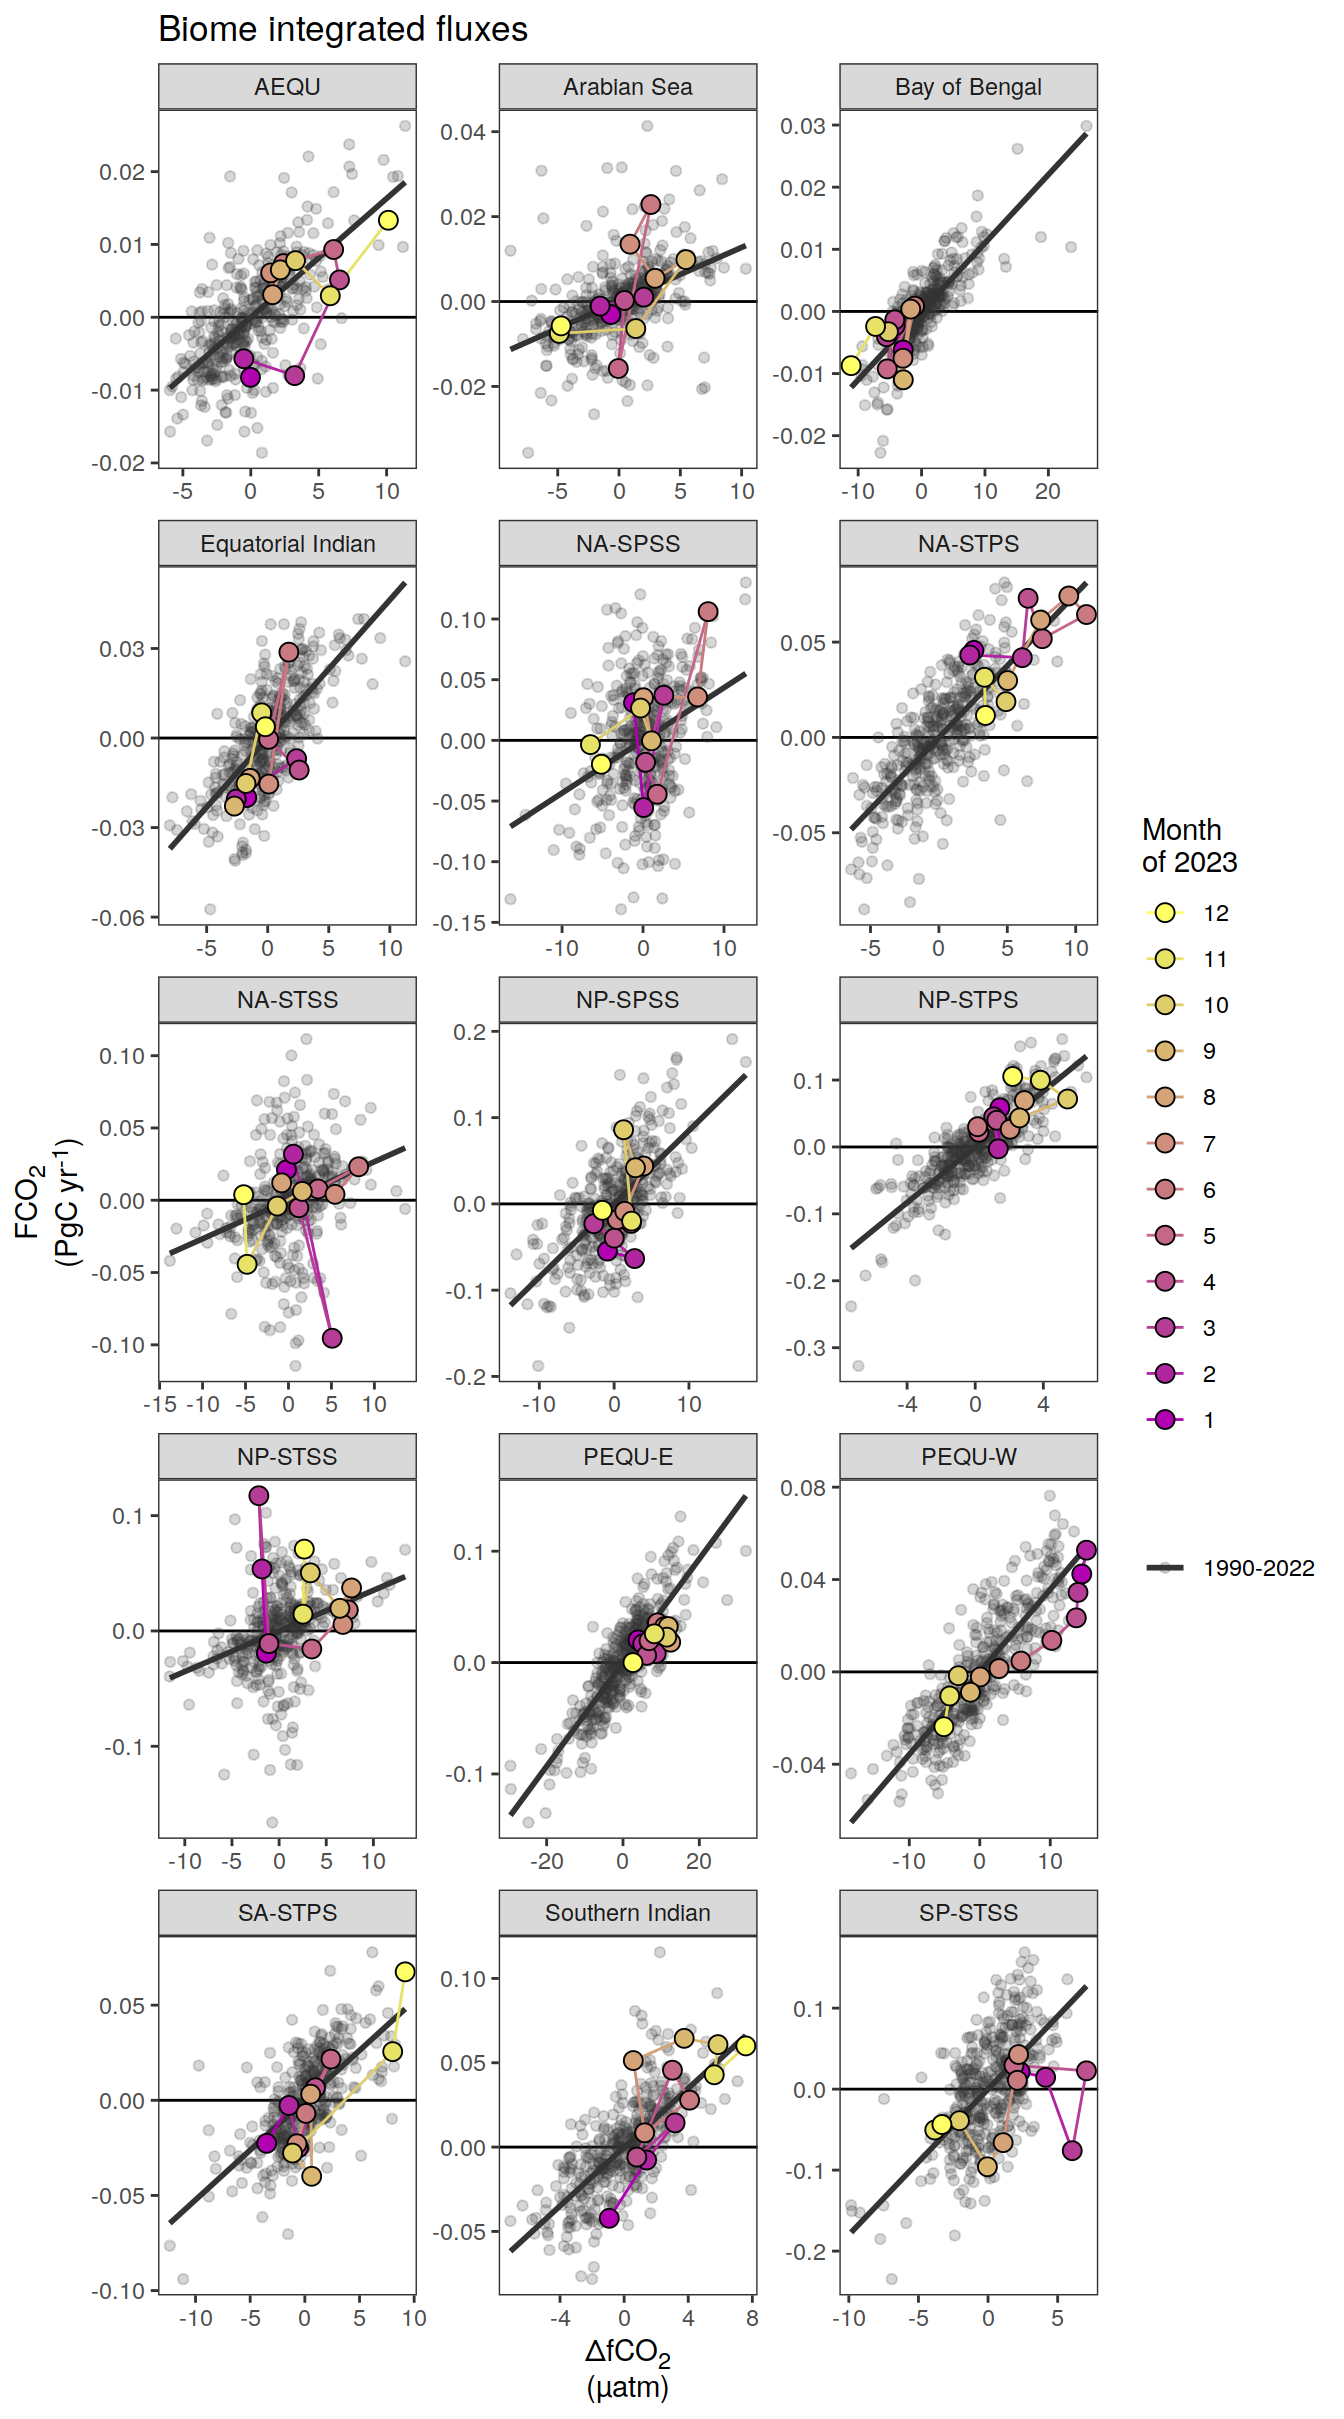 Biome integrated fluxes
AEQU
Arabian Sea
Bay of Bengal
0.02
0.01
0.00
-0.01
-0.02
-5 0 5 10
0.04
0.02
0.00
-0.02
-5 0 5 10
0.03
0.02
0.01
0.00
-0.01
-0.02
-10 0 10 20
Equatorial Indian
NA-SPSS
NA-STPS
0.03
0.00
-0.03
-0.06
-5 0 5 10
0.10
0.05
0.00
-0.05
-0.10
-0.15
-10 0 10
0.05
0.00
-0.05
-5 0 5 10
NA-STSS
NP-SPSS
NP-STPS
0.10
0.05
0.00
-0.05
-0.10
-15 -10 -5 0 5 10
0.2
0.1
0.0
-0.1
-0.2
-10 0 10
0.1
0.0
-0.1
-0.2
-0.3
-4 0 4
NP-STSS
PEQU-E
PEQU-W
0.1
0.0
-0.1
-10 -5 0 5 10
0.1
0.0
-0.1
-20 0 20
0.08
0.04
0.00
-0.04
-10 0 10
SA-STPS
Southern Indian
SP-STSS
0.05
0.00
-0.05
-0.10
-10 -5 0 5 10
0.10
0.05
0.00
-0.05
-4 0 4 8
0.1
0.0
-0.1
-0.2
-10 -5 0 5
FCO₂
(PgC yr⁻¹)
ΔfCO₂
(µatm)
Month
of 2023
12
11
10
9
8
7
6
5
4
3
2
1
1990-2022